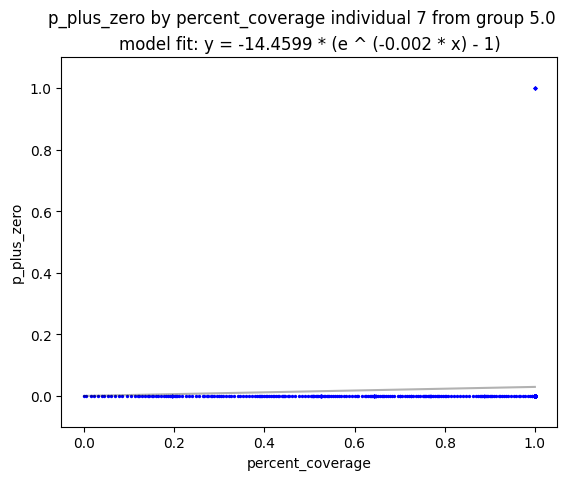 p_plus_zero by percent_coverage individual 7 from group 5.0
model fit: y = -14.4599 * (e ^ (-0.002 * x) - 1)
1.0
0.8
0.6
0.4
0.2
0.0
p_plus_zero
0.0 0.2 0.4 0.6 0.8 1.0
percent_coverage